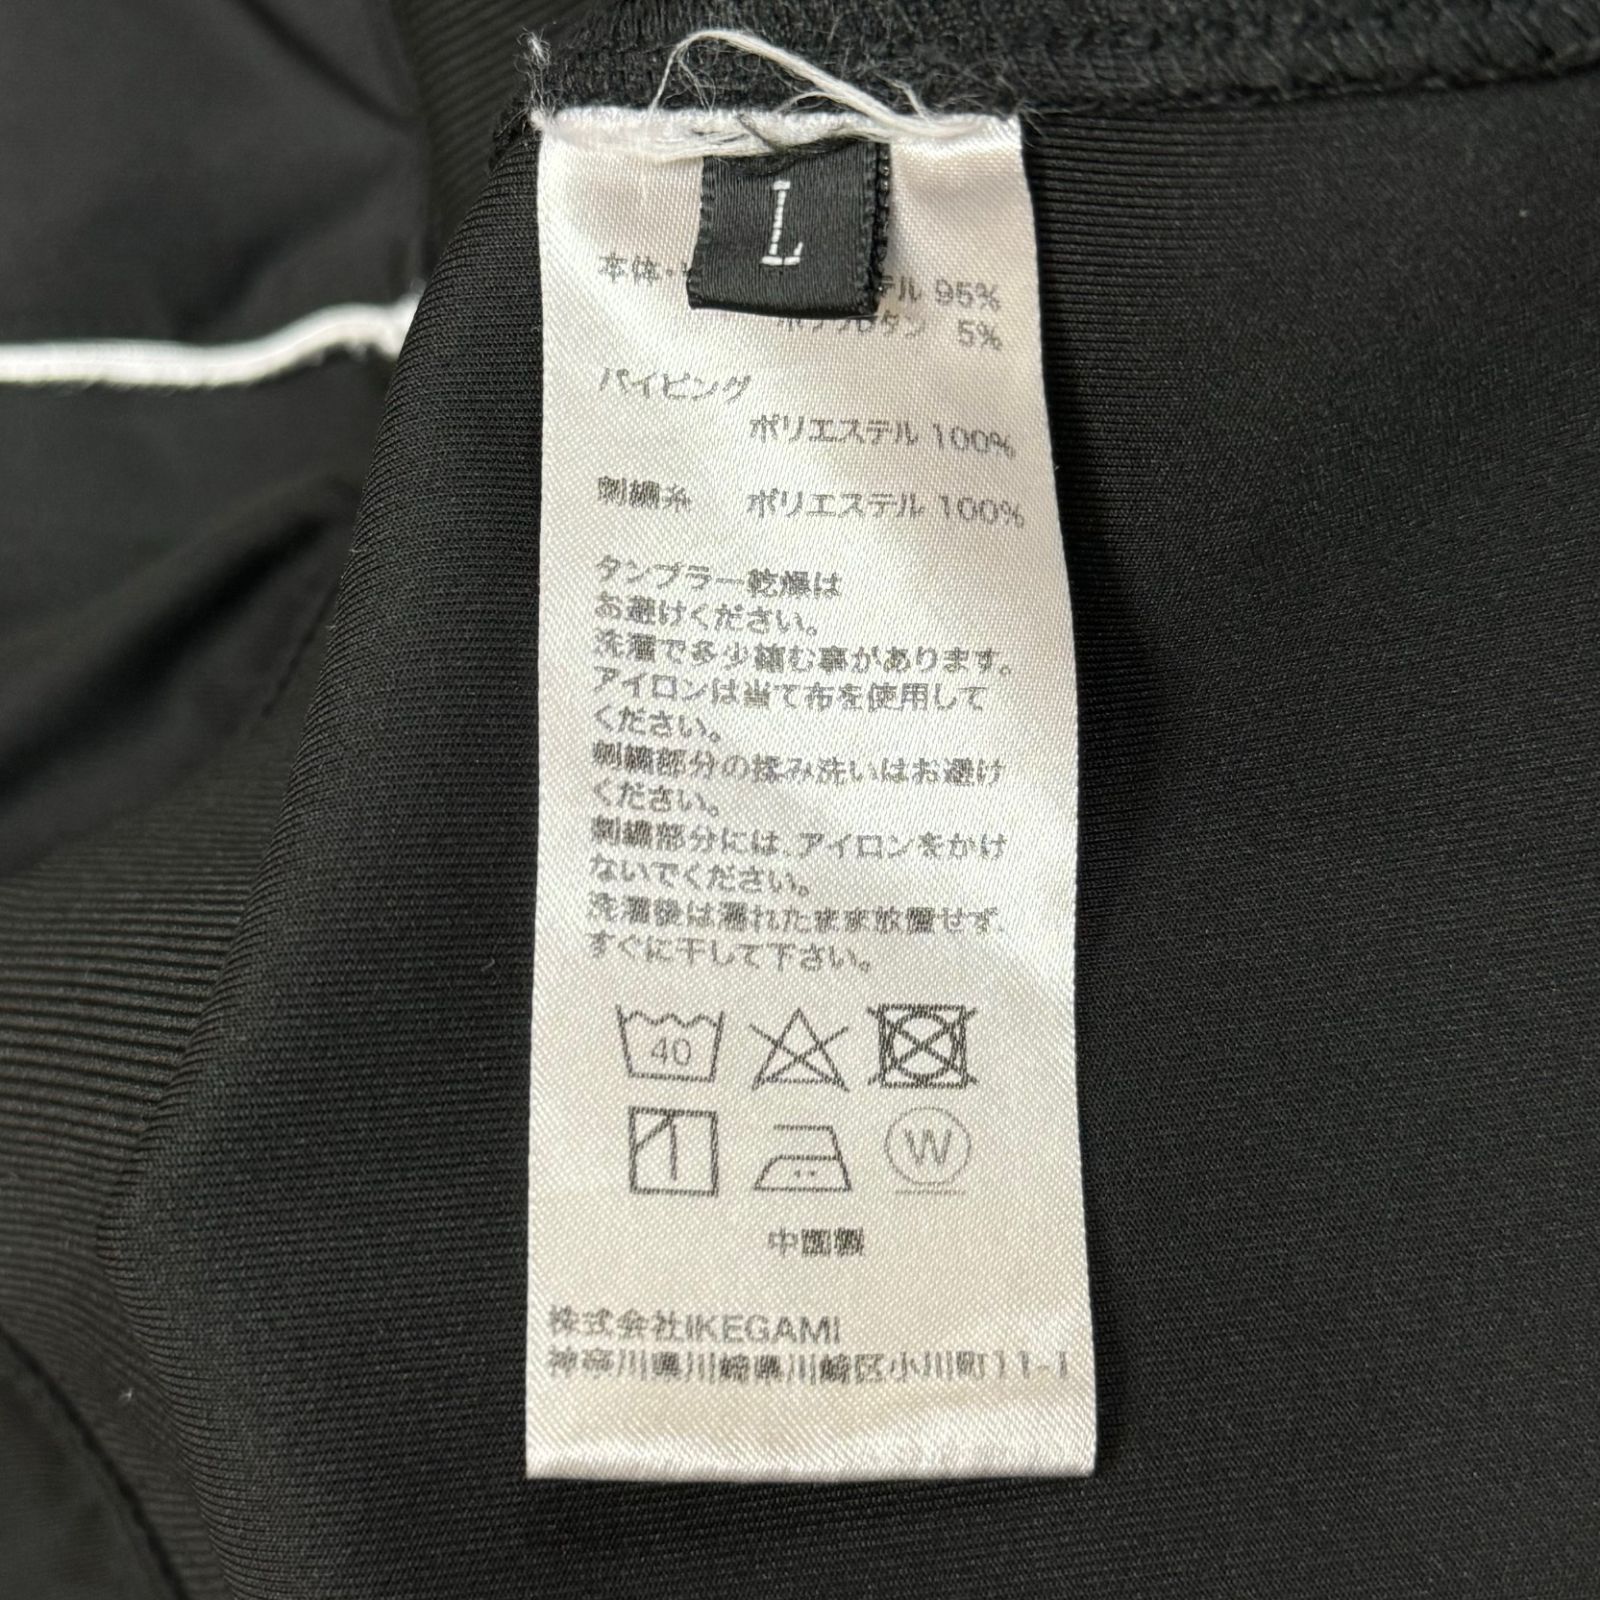 L
本体・ テル 95%
ポリウレタン 5%
パイピング
ポリエステル 100%
刺繍糸 ポリエステル 100%
タンブラー乾燥は
お避けください。
洗濯で多少縮む事があります。
アイロンは当て布を使用して
ください。
刺繍部分の揉み洗いはお避け
ください。
刺繍部分には、アイロンをかけ
ないでください。
洗濯後は濡れたまま放置せず、
すぐに干して下さい。
40
W
中国製
株式会社IKEGAMI
神奈川県川崎県川崎区小川町11-1